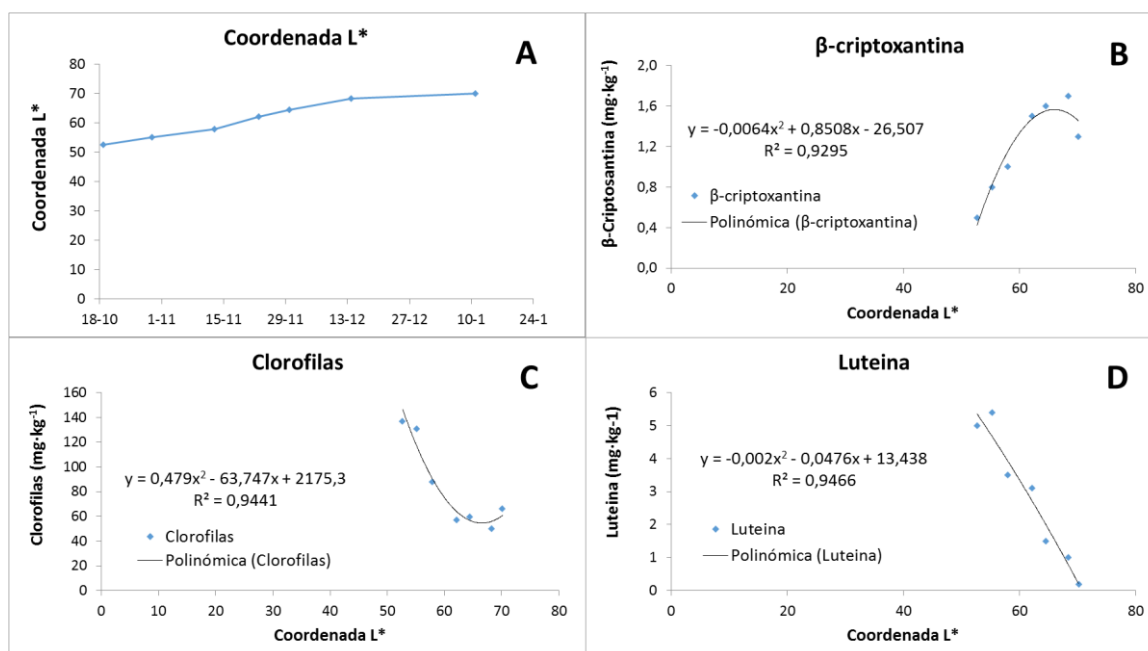 Coordenada L*
A
Coordenada L*
80
70
60
50
40
30
20
10
0
18-10 1-11 15-11 29-11 13-12 27-12 10-1 24-1
β-criptoxantina
B
β-Criptosantina (mg·kg⁻¹)
2,0
1,6
1,2
0,8
0,4
0,0
y = -0,0064x² + 0,8508x - 26,507
R² = 0,9295
β-criptoxantina
Polinómica (β-criptoxantina)
0 20 40 60 80
Coordenada L*
Clorofilas
C
Clorofilas (mg·kg⁻¹)
160
140
120
100
80
60
40
20
0
y = 0,479x² - 63,747x + 2175,3
R² = 0,9441
Clorofilas
Polinómica (Clorofilas)
0 10 20 30 40 50 60 70 80
Coordenada L*
Luteina
D
Luteina (mg·kg-1)
6
5
4
3
2
1
0
y = -0,002x² - 0,0476x + 13,438
R² = 0,9466
Luteina
Polinómica (Luteina)
0 20 40 60 80
Coordenada L*